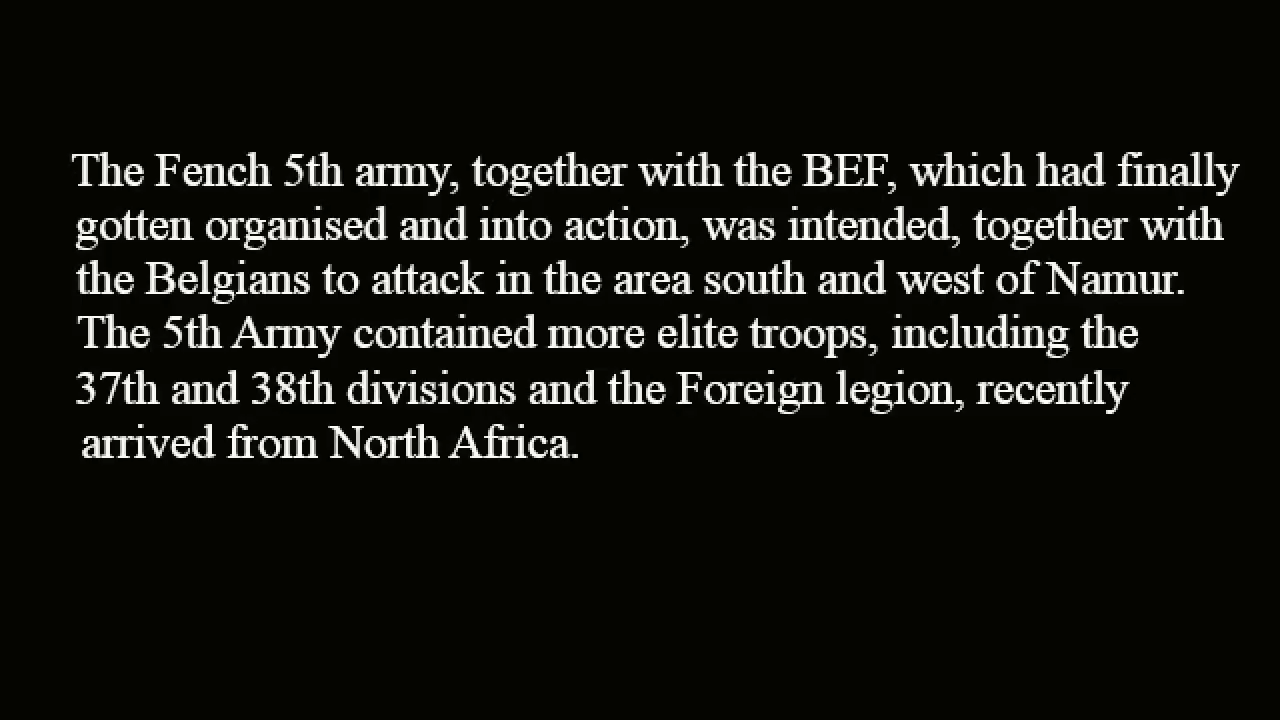 The Fench 5th army, together with the BEF, which had finally
gotten organised and into action, was intended, together with
the Belgians to attack in the area south and west of Namur.
The 5th Army contained more elite troops, including the
37th and 38th divisions and the Foreign legion, recently
arrived from North Africa.